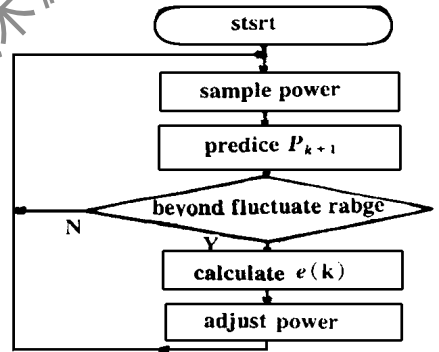 stsrt
sample power
predice P_{k+1}
beyond fluctuate rabge
N
Y
calculate e(k)
adjust power